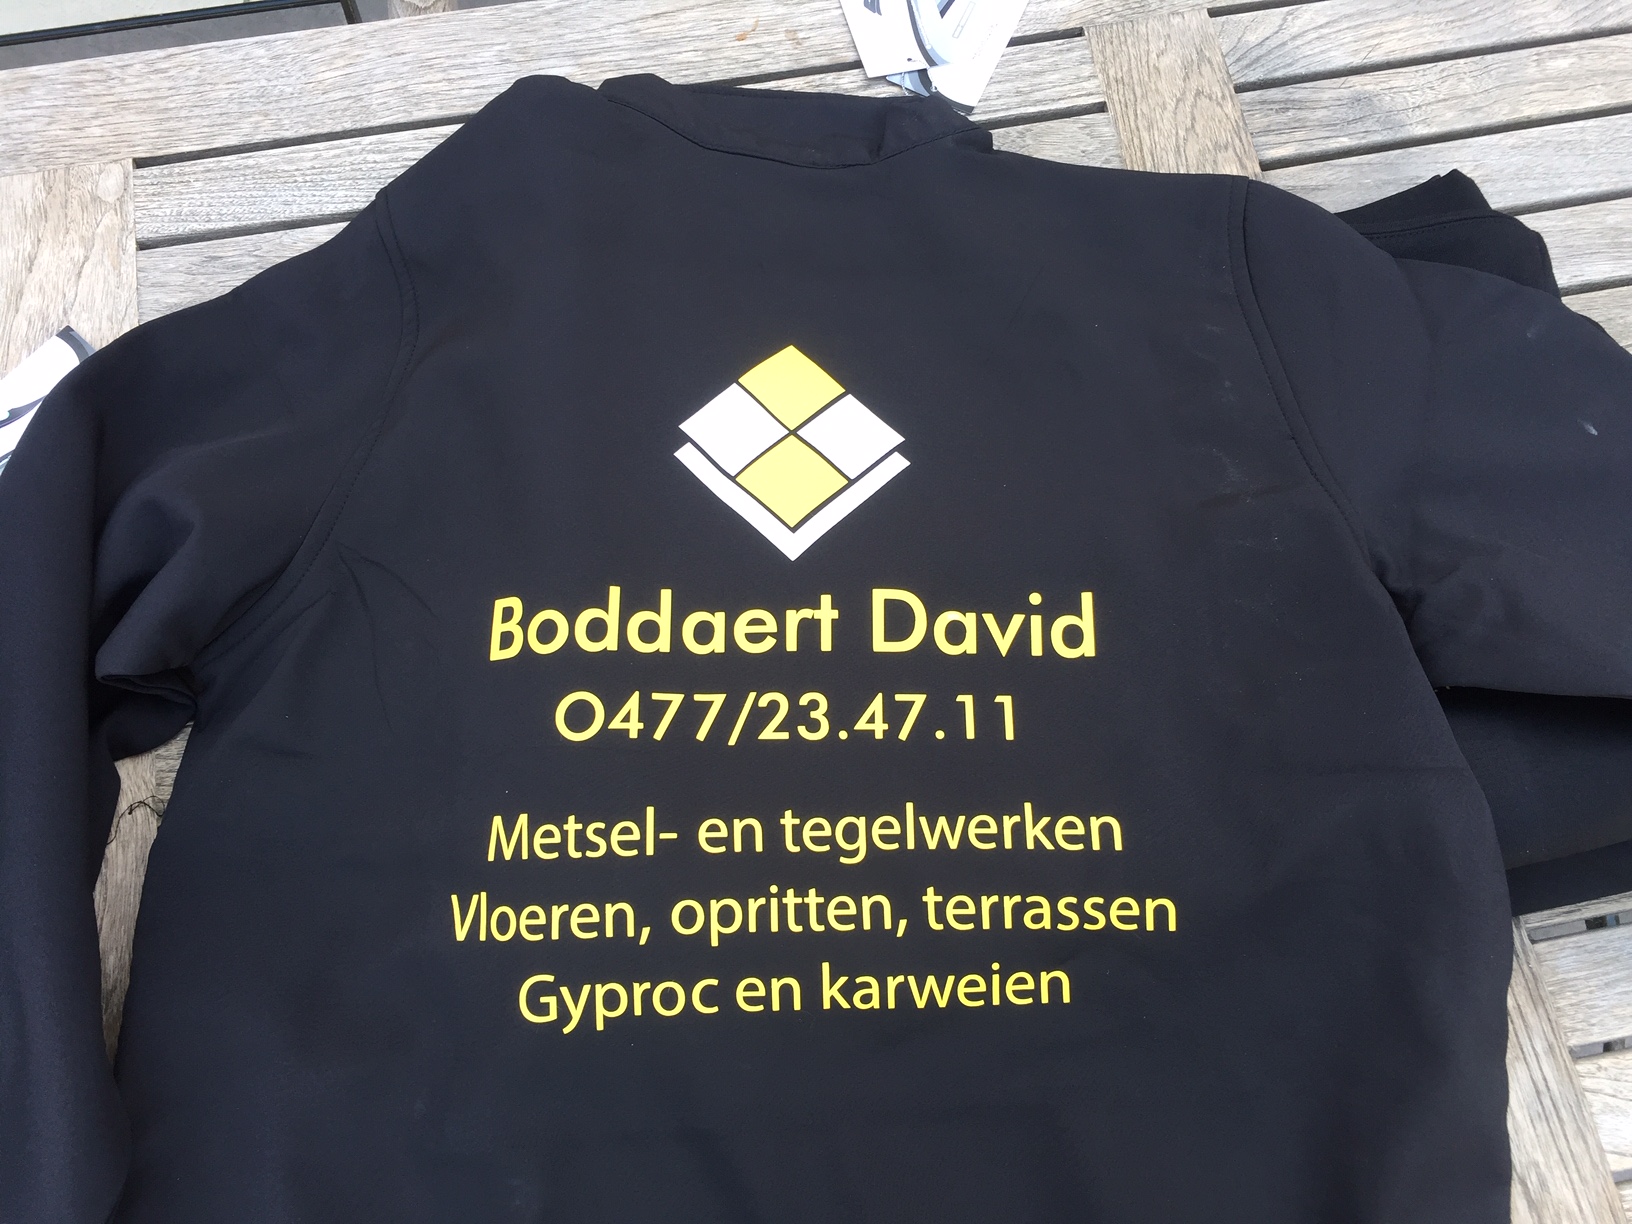 Boddaert David
0477/23.47.11
Metsel- en tegelwerken
Vloeren, opritten, terrassen
Gyproc en karweien